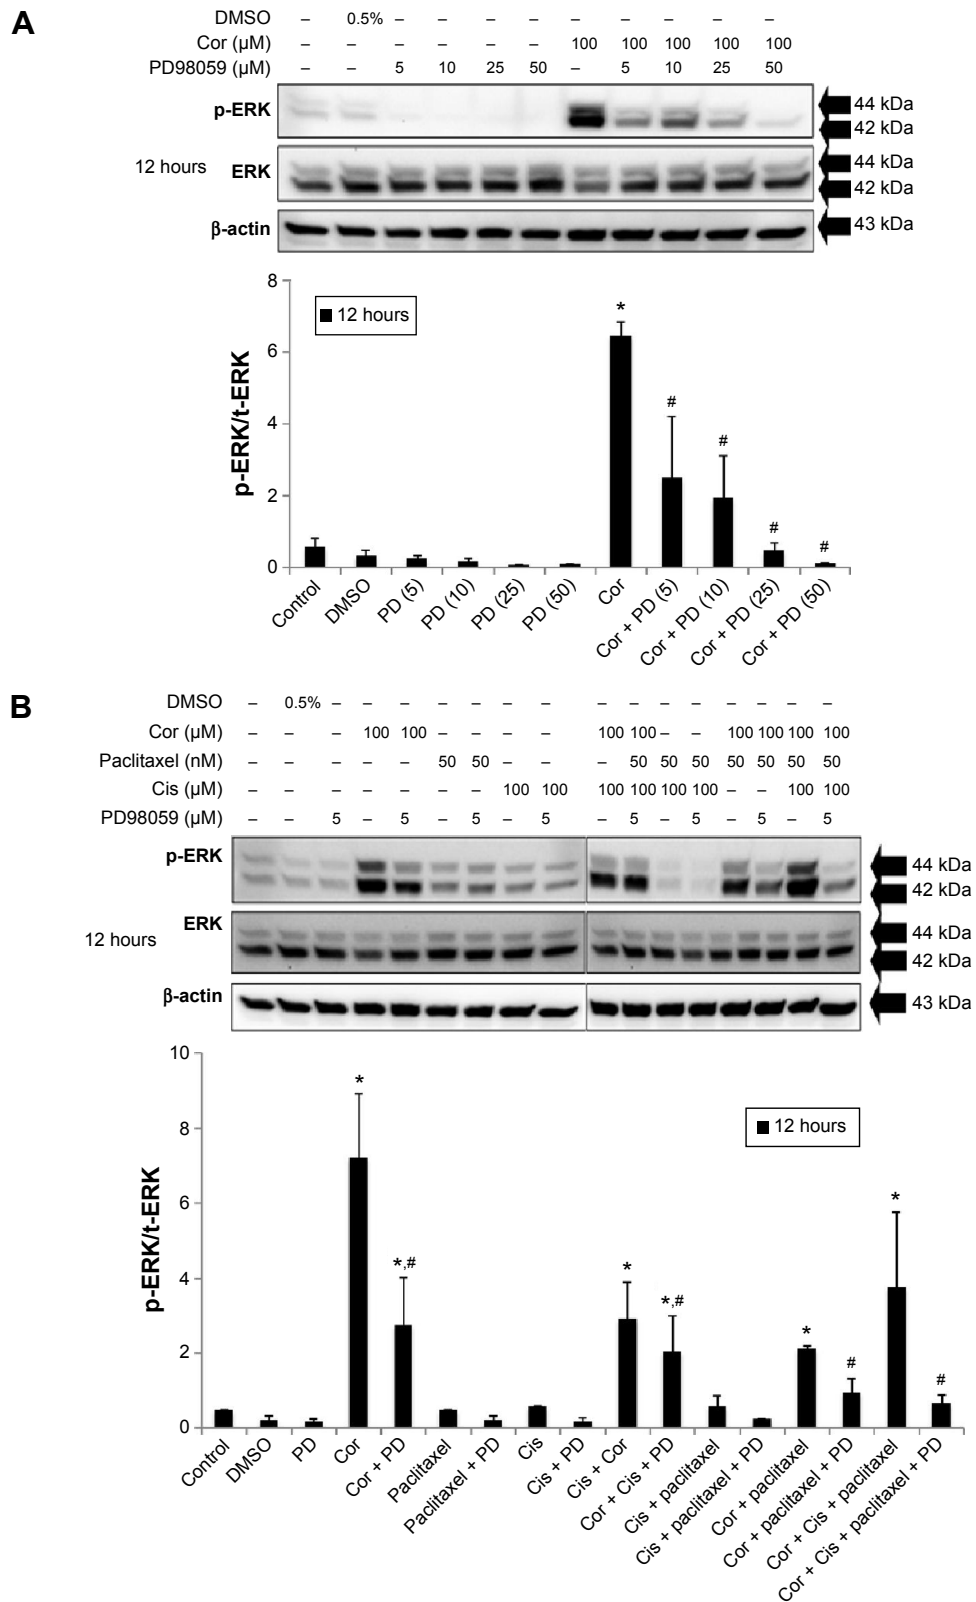 A
DMSO – 0.5% – – – – – – – – –
Cor (µM) – – – – – – 100 100 100 100 100
PD98059 (µM) – – 5 10 25 50 – 5 10 25 50
p-ERK
44 kDa
42 kDa
12 hours
ERK
44 kDa
42 kDa
β-actin
43 kDa
8
6
4
2
0
p-ERK/t-ERK
12 hours
*
#
#
#
#
Control
DMSO
PD (5)
PD (10)
PD (25)
PD (50)
Cor
Cor + PD (5)
Cor + PD (10)
Cor + PD (25)
Cor + PD (50)
B
DMSO – 0.5% – – – – – – – – – – – – – – –
Cor (µM) – – – 100 100 – – – – 100 100 – – 100 100 100 100
Paclitaxel (nM) – – – – – 50 50 – – – 50 50 50 50 50 50 50
Cis (µM) – – – – – – – 100 100 100 100 100 100 – – 100 100
PD98059 (µM) – – 5 – 5 – 5 – 5 – 5 – 5 – 5 – 5
p-ERK
44 kDa
42 kDa
12 hours
ERK
44 kDa
42 kDa
β-actin
43 kDa
10
8
6
4
2
0
p-ERK/t-ERK
12 hours
*
*,#
*
*,#
*
#
*
#
Control
DMSO
PD
Cor
Cor + PD
Paclitaxel
Paclitaxel + PD
Cis
Cis + PD
Cis + Cor
Cor + Cis + PD
Cis + paclitaxel
Cis + paclitaxel + PD
Cor + paclitaxel
Cor + paclitaxel + PD
Cor + Cis + paclitaxel
Cor + Cis + paclitaxel + PD